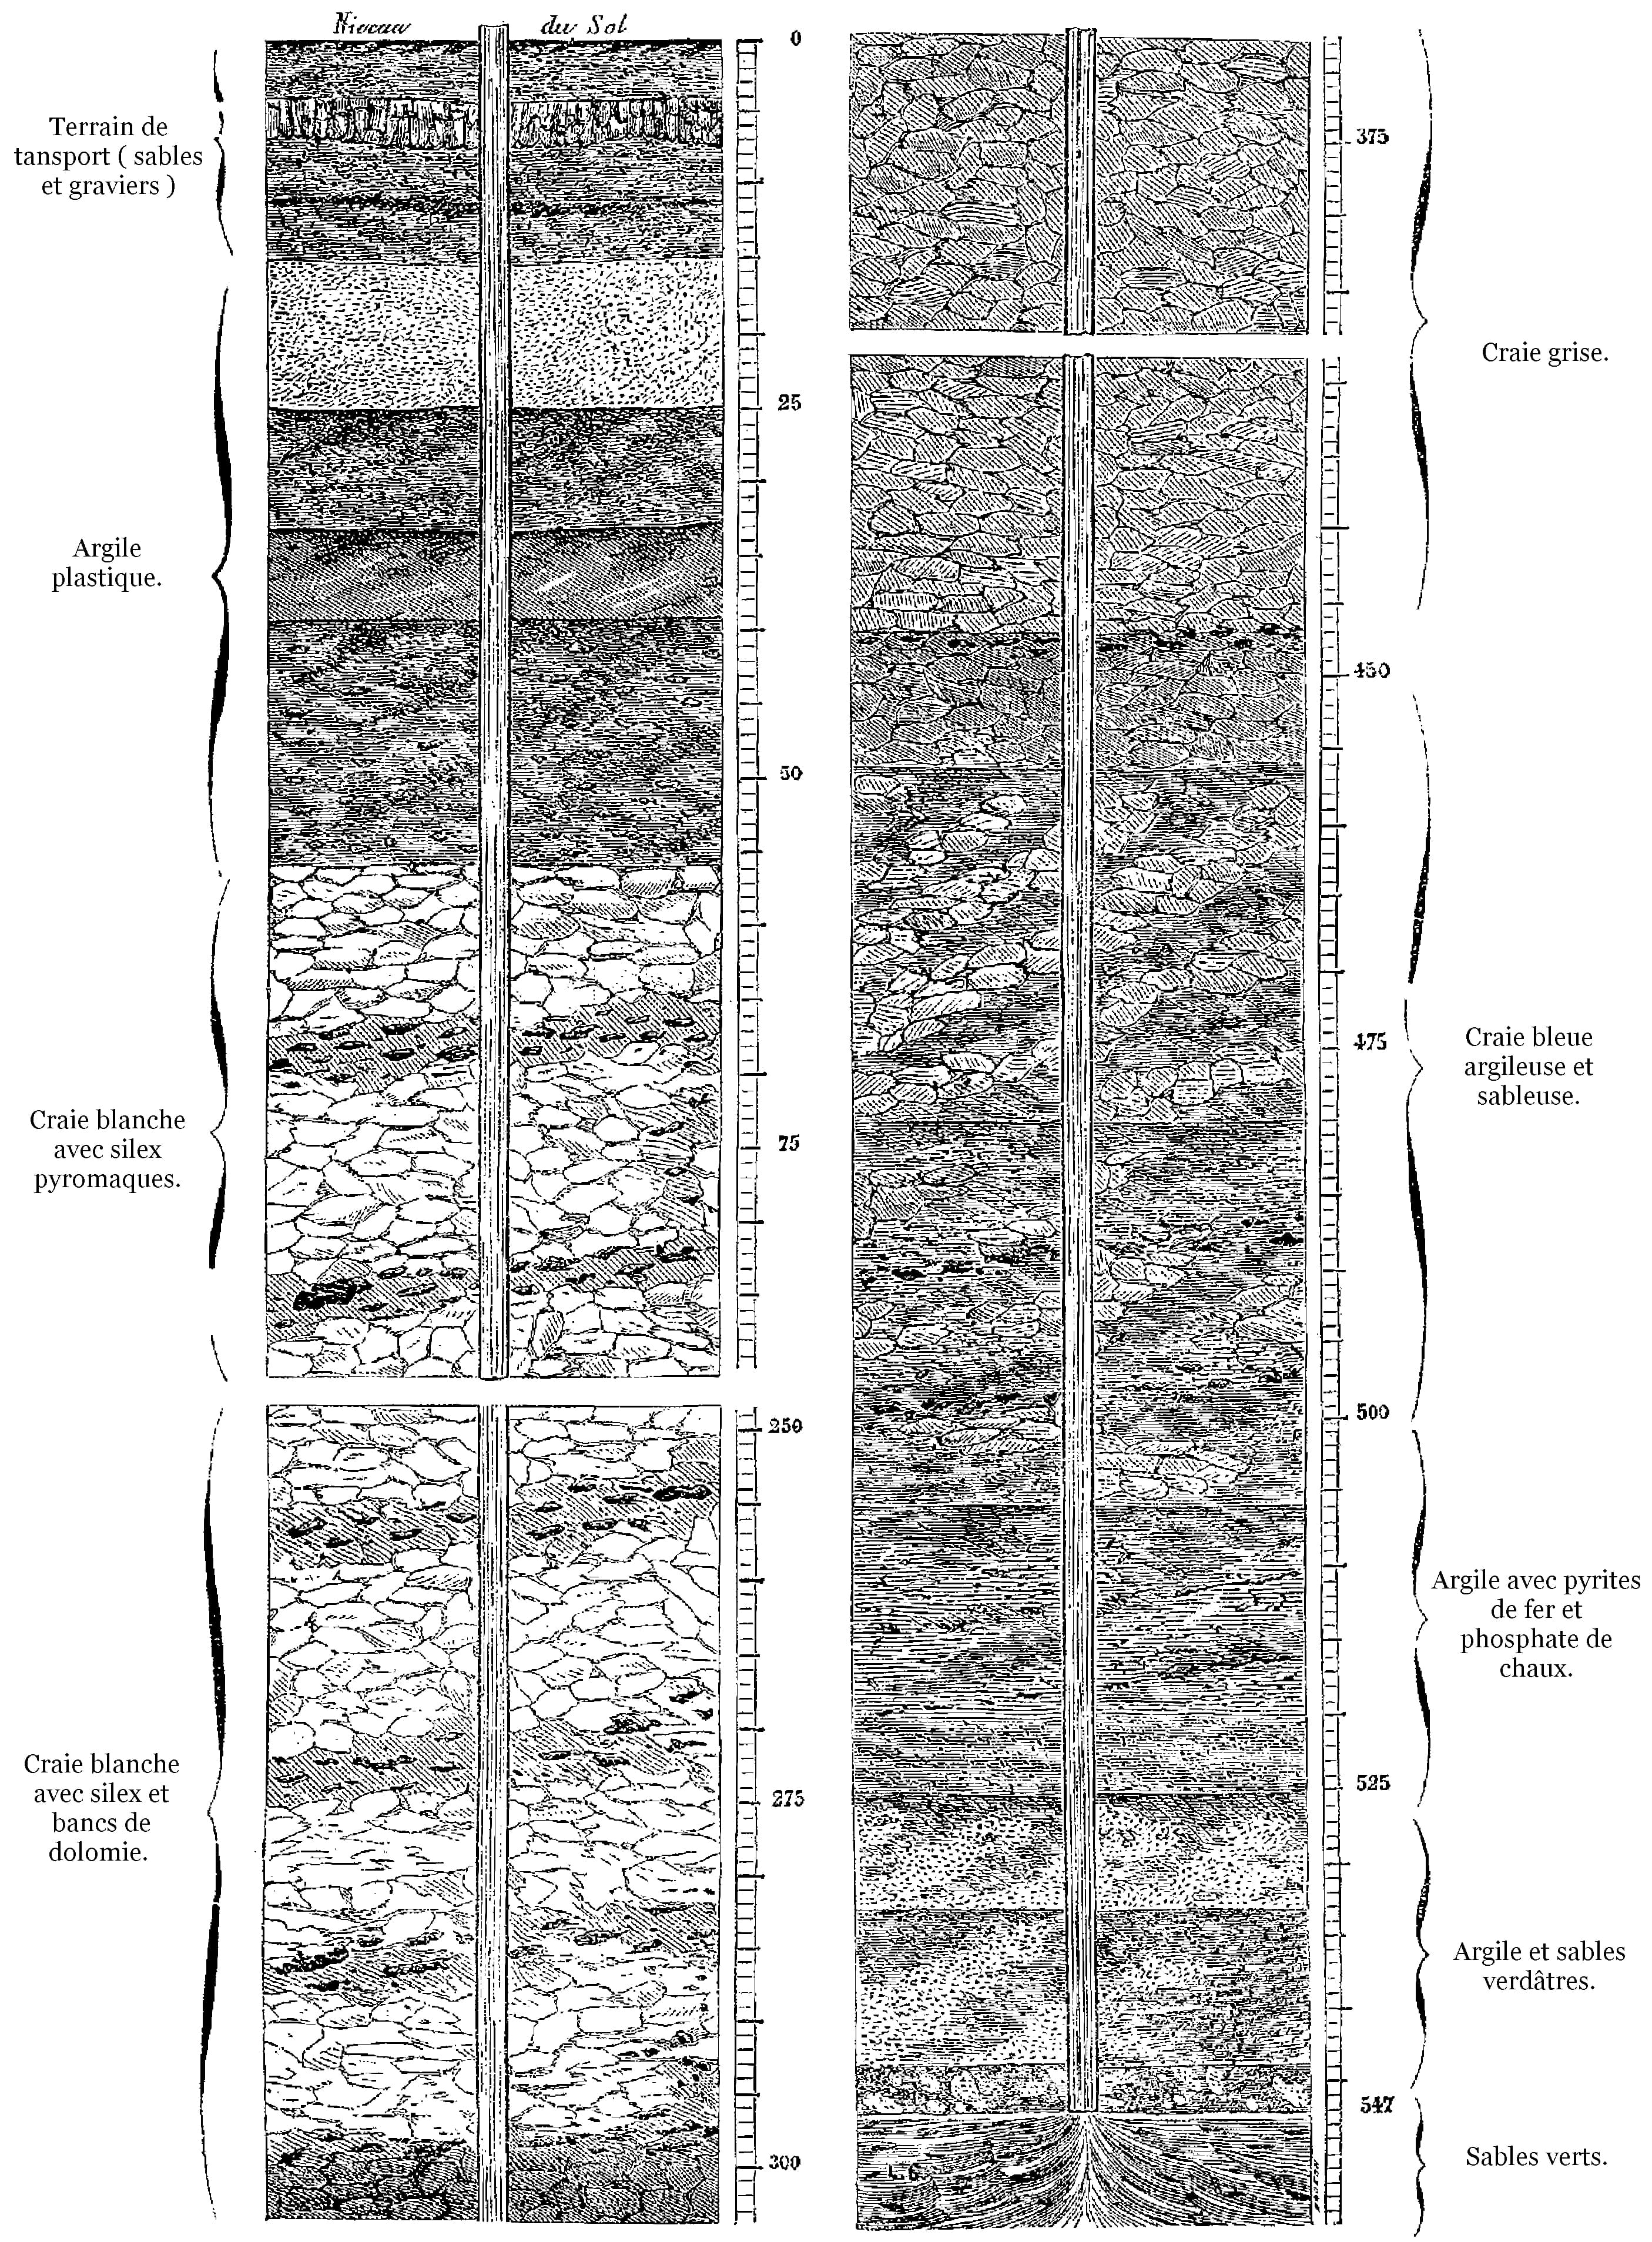 Niveau du Sol
0
Terrain de
tansport ( sables
et graviers )
25
Argile
plastique.
50
Craie blanche
avec silex
pyromaques.
75
250
Craie blanche
avec silex et
bancs de
dolomie.
275
300
375
Craie grise.
450
Craie bleue
argileuse et
sableuse.
475
500
Argile avec pyrites
de fer et
phosphate de
chaux.
525
Argile et sables
verdâtres.
547
Sables verts.
L.G